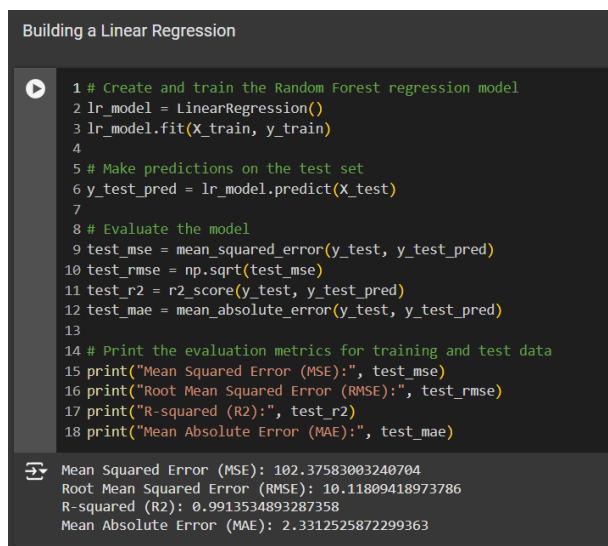 Building a Linear Regression
1 # Create and train the Random Forest regression model
2 lr_model = LinearRegression()
3 lr_model.fit(X_train, y_train)
4
5 # Make predictions on the test set
6 y_test_pred = lr_model.predict(X_test)
7
8 # Evaluate the model
9 test_mse = mean_squared_error(y_test, y_test_pred)
10 test_rmse = np.sqrt(test_mse)
11 test_r2 = r2_score(y_test, y_test_pred)
12 test_mae = mean_absolute_error(y_test, y_test_pred)
13
14 # Print the evaluation metrics for training and test data
15 print("Mean Squared Error (MSE):", test_mse)
16 print("Root Mean Squared Error (RMSE):", test_rmse)
17 print("R-squared (R2):", test_r2)
18 print("Mean Absolute Error (MAE):", test_mae)
Mean Squared Error (MSE): 102.37583003240704
Root Mean Squared Error (RMSE): 10.11809418973786
R-squared (R2): 0.9913534893287358
Mean Absolute Error (MAE): 2.3312525872299363